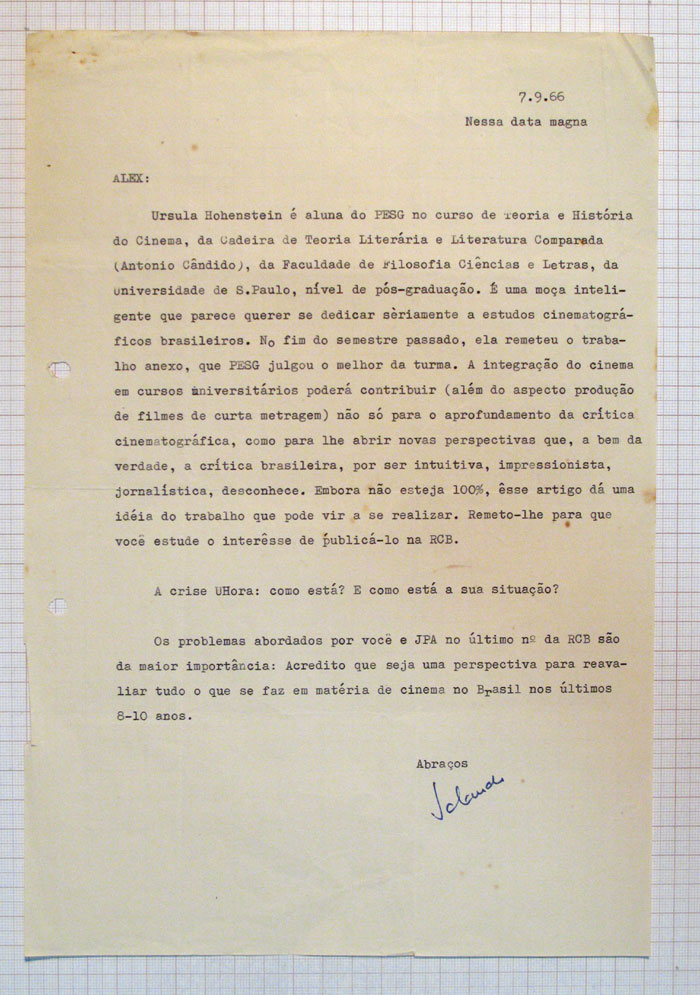 7.9.66
Nessa data magna
ALEX:
Ursula Hohenstein é aluna do PESG no curso de Teoria e História
do Cinema, da Cadeira de Teoria Literária e Literatura Comparada
(Antonio Cândido), da Faculdade de Filosofia Ciências e Letras, da
Universidade de S.Paulo, nível de pós-graduação. É uma moça inteli-
gente que parece querer se dedicar sèriamente a estudos cinematográ-
ficos brasileiros. No fim do semestre passado, ela remeteu o traba-
lho anexo, que PESG julgou o melhor da turma. A integração do cinema
em cursos universitários poderá contribuir (além do aspecto produção
de filmes de curta metragem) não só para o aprofundamento da crítica
cinematográfica, como para lhe abrir novas perspectivas que, a bem da
verdade, a crítica brasileira, por ser intuitiva, impressionista,
jornalística, desconhece. Embora não esteja 100%, êsse artigo dá uma
idéia do trabalho que pode vir a se realizar. Remeto-lhe para que
você estude o interêsse de publicá-lo na RCB.
A crise UHora: como está? E como está a sua situação?
Os problemas abordados por você e JPA no último nº da RCB são
da maior importância: Acredito que seja uma perspectiva para reava-
liar tudo o que se faz em matéria de cinema no Brasil nos últimos
8-10 anos.
Abraços